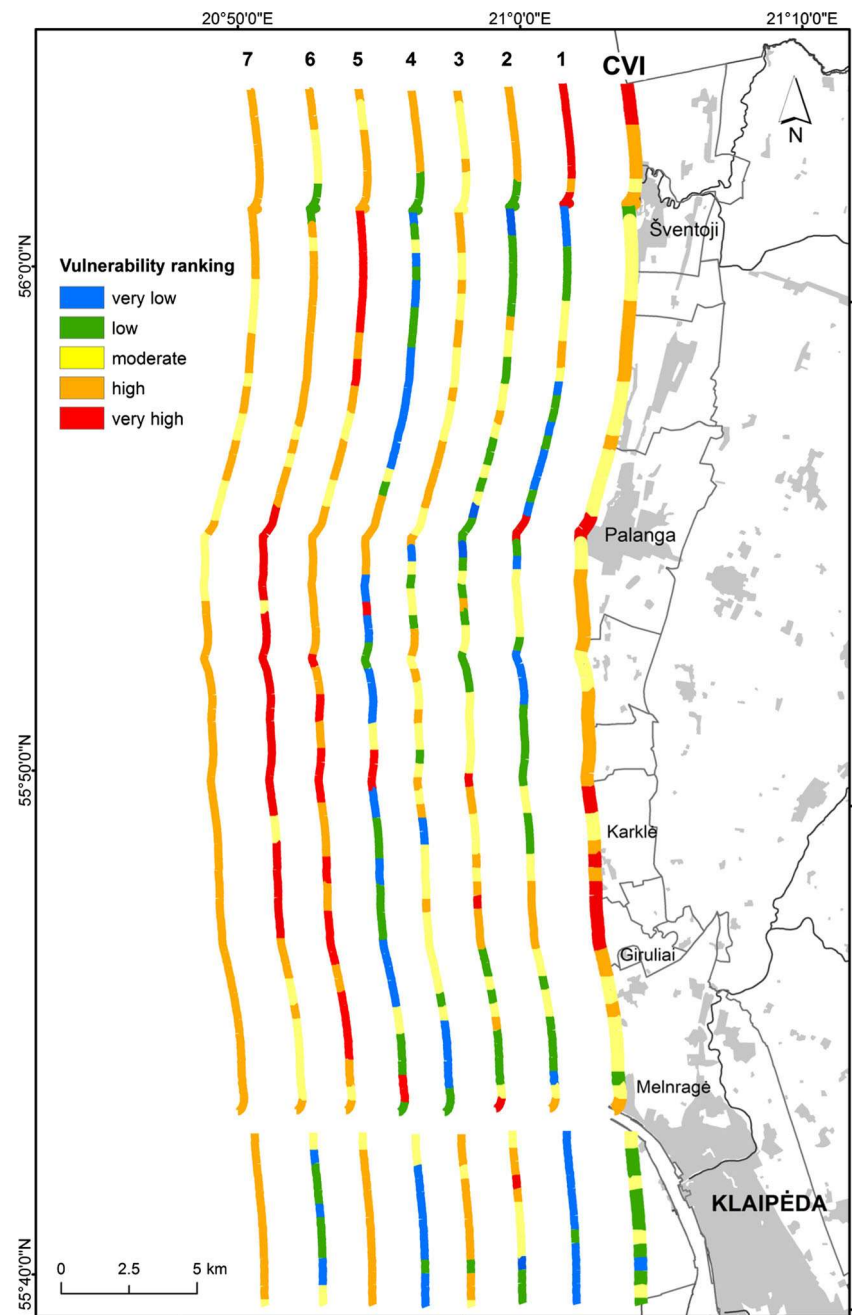 20°50'0"E 21°00'0"E 21°10'0"E
7 6 5 4 3 2 1 CVI
N
Šventoji
56°0'0"N
Vulnerability ranking
very low
low
moderate
high
very high
Palanga
55°50'0"N
Karklė
Giruliai
Melnragė
KLAIPĖDA
0 2.5 5 km
55°40'0"N